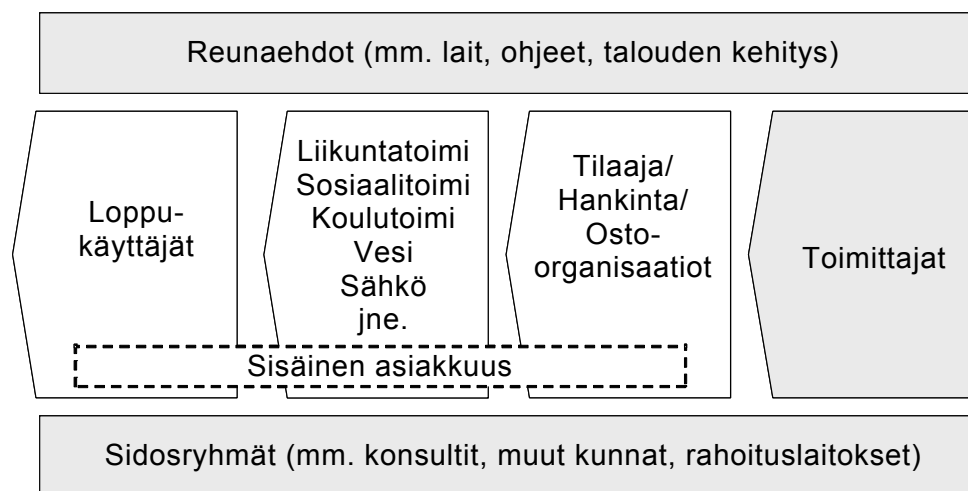 Reunaehdot (mm. lait, ohjeet, talouden kehitys)
Loppu-
käyttäjät
Liikuntatoimi
Sosiaalitoimi
Koulutoimi
Vesi
Sähkö
jne.
Tilaaja/
Hankinta/
Osto-
organisaatiot
Toimittajat
Sisäinen asiakkuus
Sidosryhmät (mm. konsultit, muut kunnat, rahoituslaitokset)